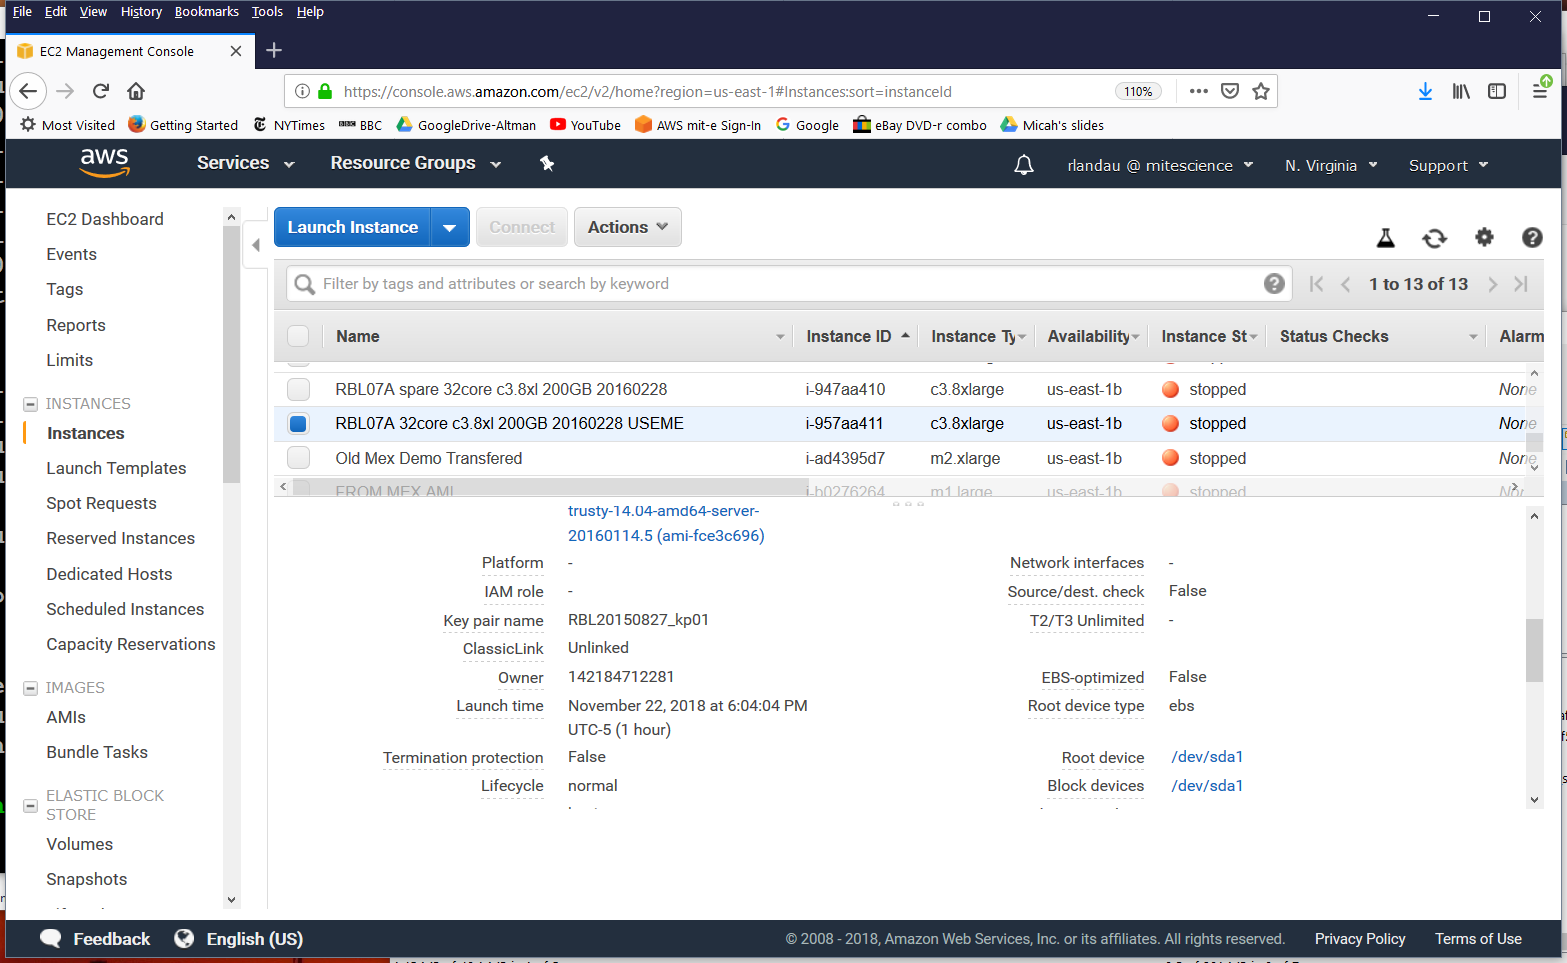 File Edit View History Bookmarks Tools Help
EC2 Management Console
https://console.aws.amazon.com/ec2/v2/home?region=us-east-1#Instances:sort=instanceId 110%
Most Visited Getting Started NYTimes BBC GoogleDrive-Altman YouTube AWS mit-e Sign-In Google eBay DVD-r combo Micah's slides
aws Services Resource Groups rlandau @ mitescience N. Virginia Support
EC2 Dashboard
Events
Tags
Reports
Limits
INSTANCES
Instances
Launch Templates
Spot Requests
Reserved Instances
Dedicated Hosts
Scheduled Instances
Capacity Reservations
IMAGES
AMIs
Bundle Tasks
ELASTIC BLOCK
STORE
Volumes
Snapshots
Launch Instance Connect Actions
Filter by tags and attributes or search by keyword 1 to 13 of 13
Name Instance ID Instance Ty Availability Instance St Status Checks Alarm
RBL07A spare 32core c3.8xl 200GB 20160228 i-947aa410 c3.8xlarge us-east-1b stopped None
RBL07A 32core c3.8xl 200GB 20160228 USEME i-957aa411 c3.8xlarge us-east-1b stopped None
Old Mex Demo Transfered i-ad4395d7 m2.xlarge us-east-1b stopped None
FROM MEX AMI i-b0276264 m1.large us-east-1b stopped
trusty-14.04-amd64-server-
20160114.5 (ami-fce3c696)
Platform - Network interfaces -
IAM role - Source/dest. check False
Key pair name RBL20150827_kp01 T2/T3 Unlimited -
ClassicLink Unlinked
Owner 142184712281 EBS-optimized False
Launch time November 22, 2018 at 6:04:04 PM Root device type ebs
UTC-5 (1 hour)
Termination protection False Root device /dev/sda1
Lifecycle normal Block devices /dev/sda1
Feedback English (US) © 2008 - 2018, Amazon Web Services, Inc. or its affiliates. All rights reserved. Privacy Policy Terms of Use